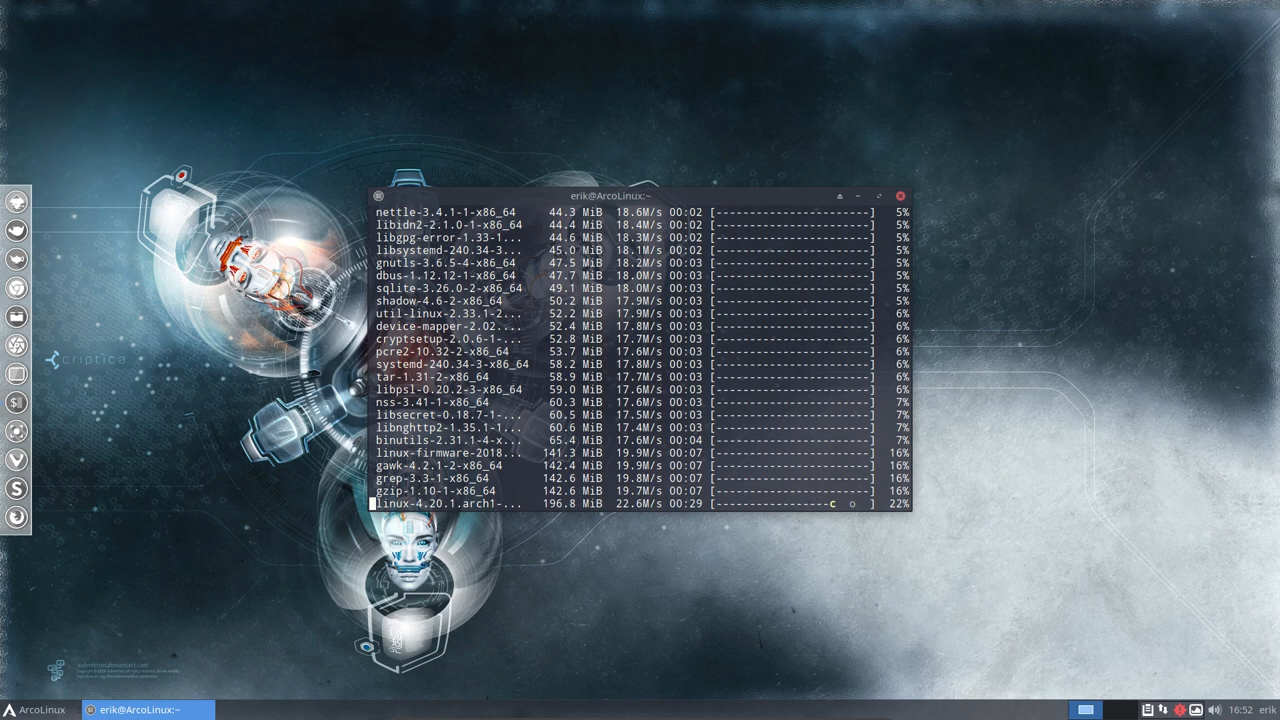 erik@ArcoLinux:~
nettle-3.4.1-1-x86_64 44.3 MiB 18.6M/s 00:02 [----------------------] 5%
libidn2-2.1.0-1-x86_64 44.4 MiB 18.4M/s 00:02 [----------------------] 5%
libgpg-error-1.33-1... 44.6 MiB 18.3M/s 00:02 [----------------------] 5%
libsystemd-240.34-3... 45.0 MiB 18.1M/s 00:02 [----------------------] 5%
gnutls-3.6.5-4-x86_64 47.5 MiB 18.2M/s 00:03 [----------------------] 5%
dbus-1.12.12-1-x86_64 47.7 MiB 18.0M/s 00:03 [----------------------] 5%
sqlite-3.26.0-2-x86_64 49.1 MiB 18.0M/s 00:03 [----------------------] 5%
shadow-4.6-2-x86_64 50.2 MiB 17.9M/s 00:03 [----------------------] 5%
util-linux-2.33.1-2... 52.2 MiB 17.9M/s 00:03 [----------------------] 6%
device-mapper-2.02.... 52.4 MiB 17.8M/s 00:03 [----------------------] 6%
cryptsetup-2.0.6-1-... 52.8 MiB 17.7M/s 00:03 [----------------------] 6%
pcre2-10.32-2-x86_64 53.7 MiB 17.6M/s 00:03 [----------------------] 6%
systemd-240.34-3-x86_64 58.2 MiB 17.8M/s 00:03 [----------------------] 6%
tar-1.31-2-x86_64 58.9 MiB 17.7M/s 00:03 [----------------------] 6%
libpsl-0.20.2-3-x86_64 59.0 MiB 17.6M/s 00:03 [----------------------] 6%
nss-3.41-1-x86_64 60.3 MiB 17.6M/s 00:03 [----------------------] 7%
libsecret-0.18.7-1-... 60.5 MiB 17.5M/s 00:03 [----------------------] 7%
libnghttp2-1.35.1-1... 60.6 MiB 17.4M/s 00:03 [----------------------] 7%
binutils-2.31.1-4-x... 65.4 MiB 17.6M/s 00:04 [----------------------] 7%
linux-firmware-2018... 141.3 MiB 19.9M/s 00:07 [----------------------] 16%
gawk-4.2.1-2-x86_64 142.4 MiB 19.9M/s 00:07 [----------------------] 16%
grep-3.3-1-x86_64 142.6 MiB 19.8M/s 00:07 [----------------------] 16%
gzip-1.10-1-x86_64 142.6 MiB 19.7M/s 00:07 [----------------------] 16%
linux-4.20.1.arch1-... 196.8 MiB 22.6M/s 00:29 [----------------c  o ] 22%
criptics
ArcoLinux
erik@ArcoLinux:~
16:52
erik